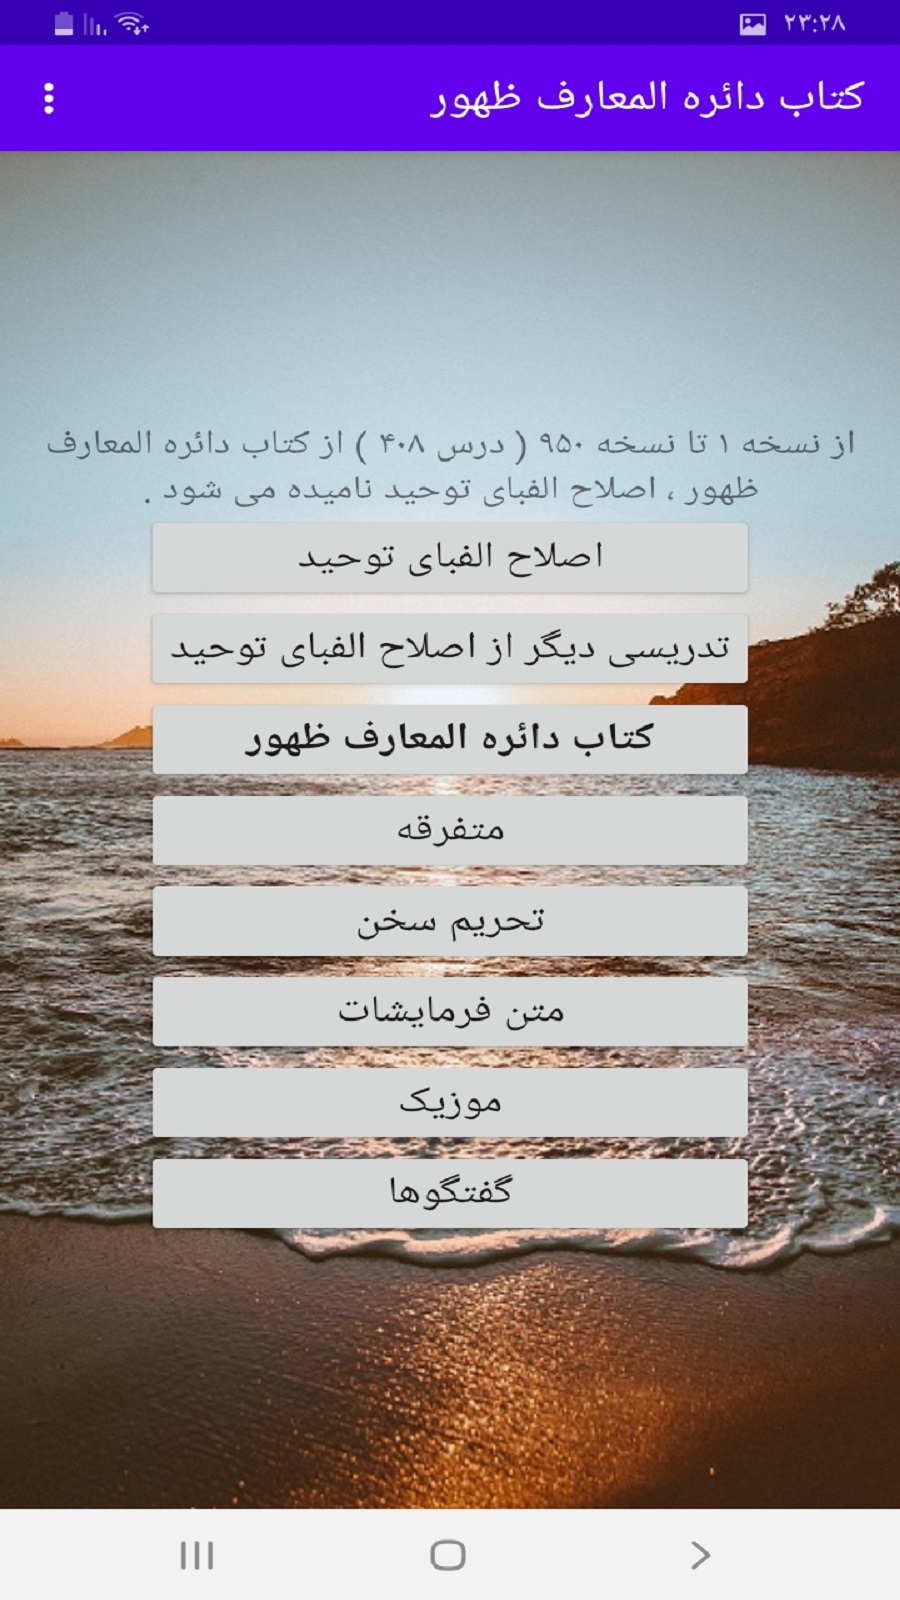 ۲۳:۲۸
کتاب دائره المعارف ظهور
از نسخه ۱ تا نسخه ۹۵۰ ( درس ۴۰۸ ) از کتاب دائره المعارف
ظهور ، اصلاح الفبای توحید نامیده می شود .
اصلاح الفبای توحید
تدریسی دیگر از اصلاح الفبای توحید
کتاب دائره المعارف ظهور
متفرقه
تحریم سخن
متن فرمایشات
موزیک
گفتگوها